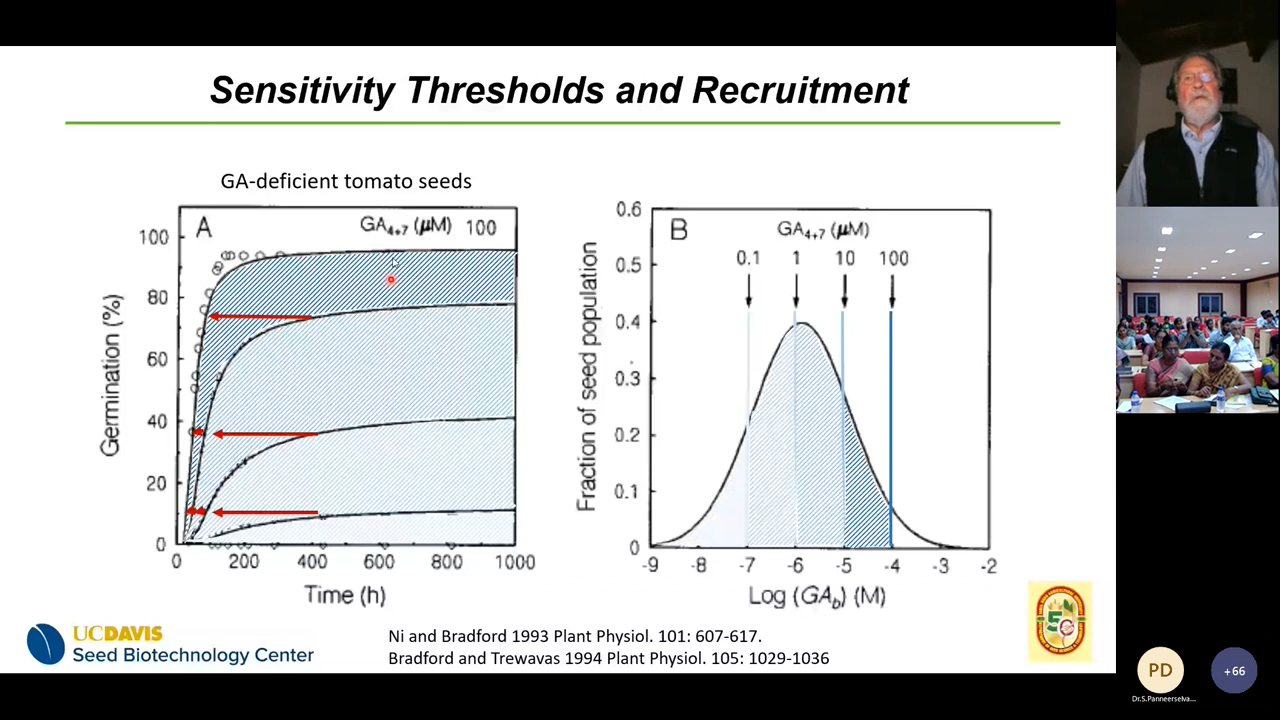 Sensitivity Thresholds and Recruitment
GA-deficient tomato seeds
A
GA4+7 (μM) 100
Germination (%)
100
80
60
40
20
0
0 200 400 600 800 1000
Time (h)
B
GA4+7 (μM)
0.1 1 10 100
Fraction of seed population
0.6
0.5
0.4
0.3
0.2
0.1
0
-9 -8 -7 -6 -5 -4 -3 -2
Log (GAb) (M)
UCDAVIS
Seed Biotechnology Center
Ni and Bradford 1993 Plant Physiol. 101: 607-617.
Bradford and Trewavas 1994 Plant Physiol. 105: 1029-1036
PD
Dr.S.Panneerselva...
+66